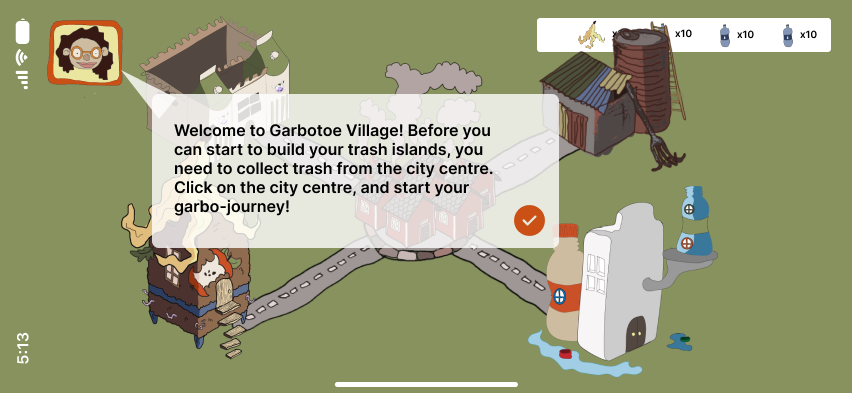 x10
x10
x10
Welcome to Garbotoe Village! Before you
can start to build your trash islands, you
need to collect trash from the city centre.
Click on the city centre, and start your
garbo-journey!
5:13